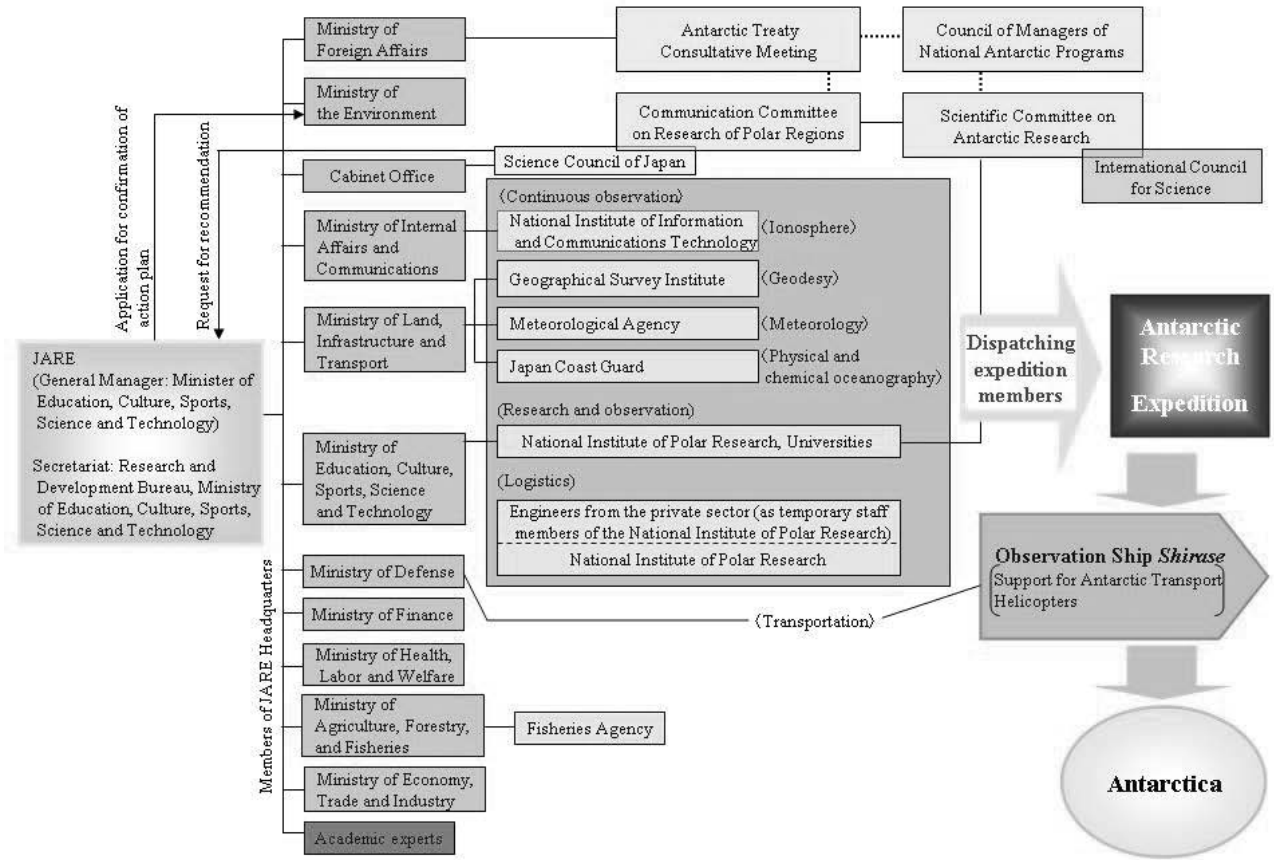 Ministry of
Foreign Affairs
Antarctic Treaty
Consultative Meeting
Council of Managers of
National Antarctic Programs
Ministry of
the Environment
Communication Committee
on Research of Polar Regions
Scientific Committee on
Antarctic Research
International Council
for Science
Application for confirmation of
action plan
Request for recommendation
Cabinet Office
Science Council of Japan
(Continuous observation)
Ministry of Internal
Affairs and
Communications
National Institute of Information
and Communications Technology
(Ionosphere)
Geographical Survey Institute
(Geodesy)
Ministry of Land,
Infrastructure and
Transport
Meteorological Agency
(Meteorology)
Japan Coast Guard
(Physical and
chemical oceanography)
JARE
(General Manager: Minister of
Education, Culture, Sports,
Science and Technology)
Secretariat: Research and
Development Bureau, Ministry
of Education, Culture, Sports,
Science and Technology
(Research and observation)
Ministry of
Education, Culture,
Sports, Science
and Technology
National Institute of Polar Research, Universities
(Logistics)
Engineers from the private sector (as temporary staff
members of the National Institute of Polar Research)
National Institute of Polar Research
Dispatching
expedition
members
Antarctic
Research
Expedition
Members of JARE Headquarters
Ministry of Defense
(Transportation)
Observation Ship Shirase
(Support for Antarctic Transport
Helicopters)
Ministry of Finance
Ministry of Health,
Labor and Welfare
Ministry of
Agriculture, Forestry,
and Fisheries
Fisheries Agency
Ministry of Economy,
Trade and Industry
Academic experts
Antarctica